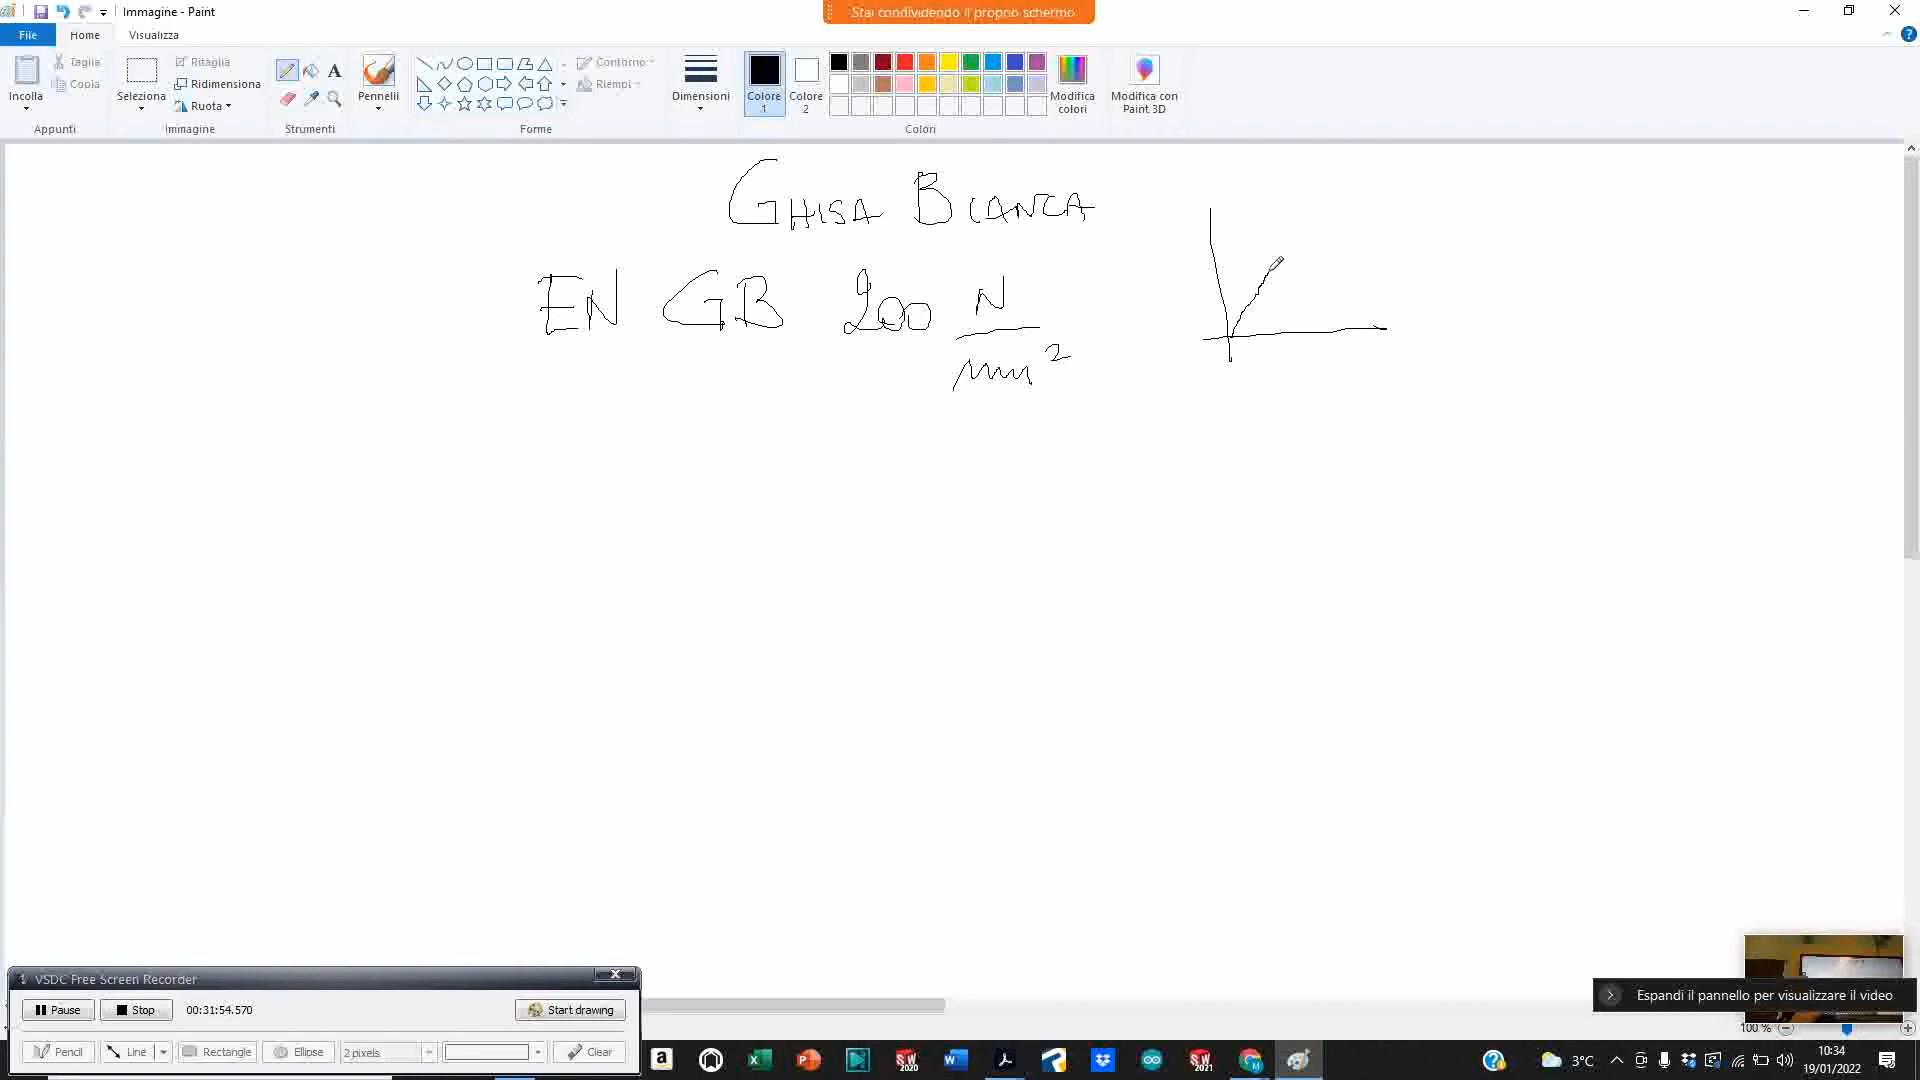 Immagine - Paint
Stai condividendo il proprio schermo
File Home Visualizza
Incolla
Taglia
Copia
Appunti
Seleziona
Ritaglia
Ridimensiona
Ruota
Immagine
Strumenti
Pennelli
Forme
Contorno
Riempi
Dimensioni
Colore 1
Colore 2
Colori
Modifica colori
Modifica con Paint 3D
GHISA BIANCA
EN GB 200 N
mm²
VSDC Free Screen Recorder
Pause Stop 00:31:54.570 Start drawing
Pencil Line Rectangle Ellipse 2 pixels Clear
Espandi il pannello per visualizzare il video
100 %
2020
2021
3°C
10:34
19/01/2022